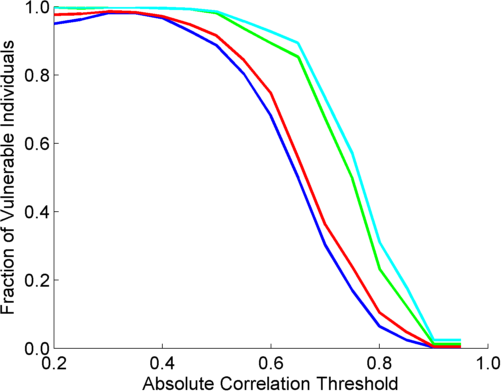 1.0
0.8
0.6
0.4
0.2
0.0
Fraction of Vulnerable Individuals
0.2 0.4 0.6 0.8 1.0
Absolute Correlation Threshold